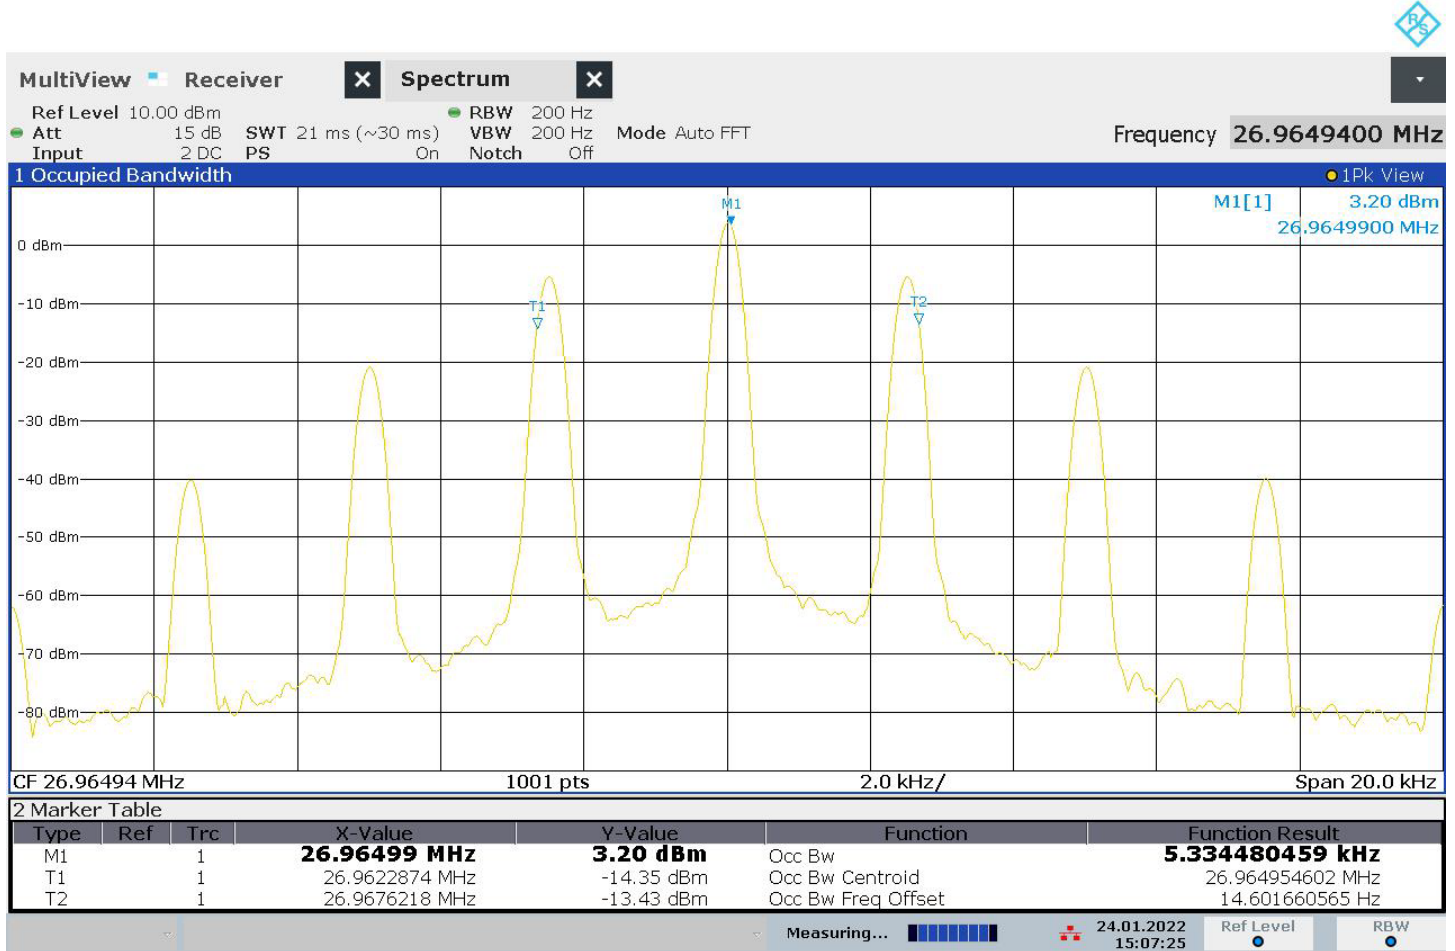 R S
MultiView Receiver X Spectrum X
Ref Level 10.00 dBm RBW 200 Hz
Att 15 dB SWT 21 ms (~30 ms) VBW 200 Hz Mode Auto FFT
Input 2 DC PS On Notch Off
Frequency 26.9649400 MHz
1 Occupied Bandwidth 1Pk View
M1[1] 3.20 dBm
26.9649900 MHz
M1
0 dBm
T1
T2
-10 dBm
-20 dBm
-30 dBm
-40 dBm
-50 dBm
-60 dBm
-70 dBm
-80 dBm
CF 26.96494 MHz 1001 pts 2.0 kHz/ Span 20.0 kHz
2 Marker Table
Type Ref Trc X-Value Y-Value Function Function Result
M1 1 26.96499 MHz 3.20 dBm Occ Bw 5.334480459 kHz
T1 1 26.9622874 MHz -14.35 dBm Occ Bw Centroid 26.964954602 MHz
T2 1 26.9676218 MHz -13.43 dBm Occ Bw Freq Offset 14.601660565 Hz
Measuring... 24.01.2022 Ref Level RBW
15:07:25